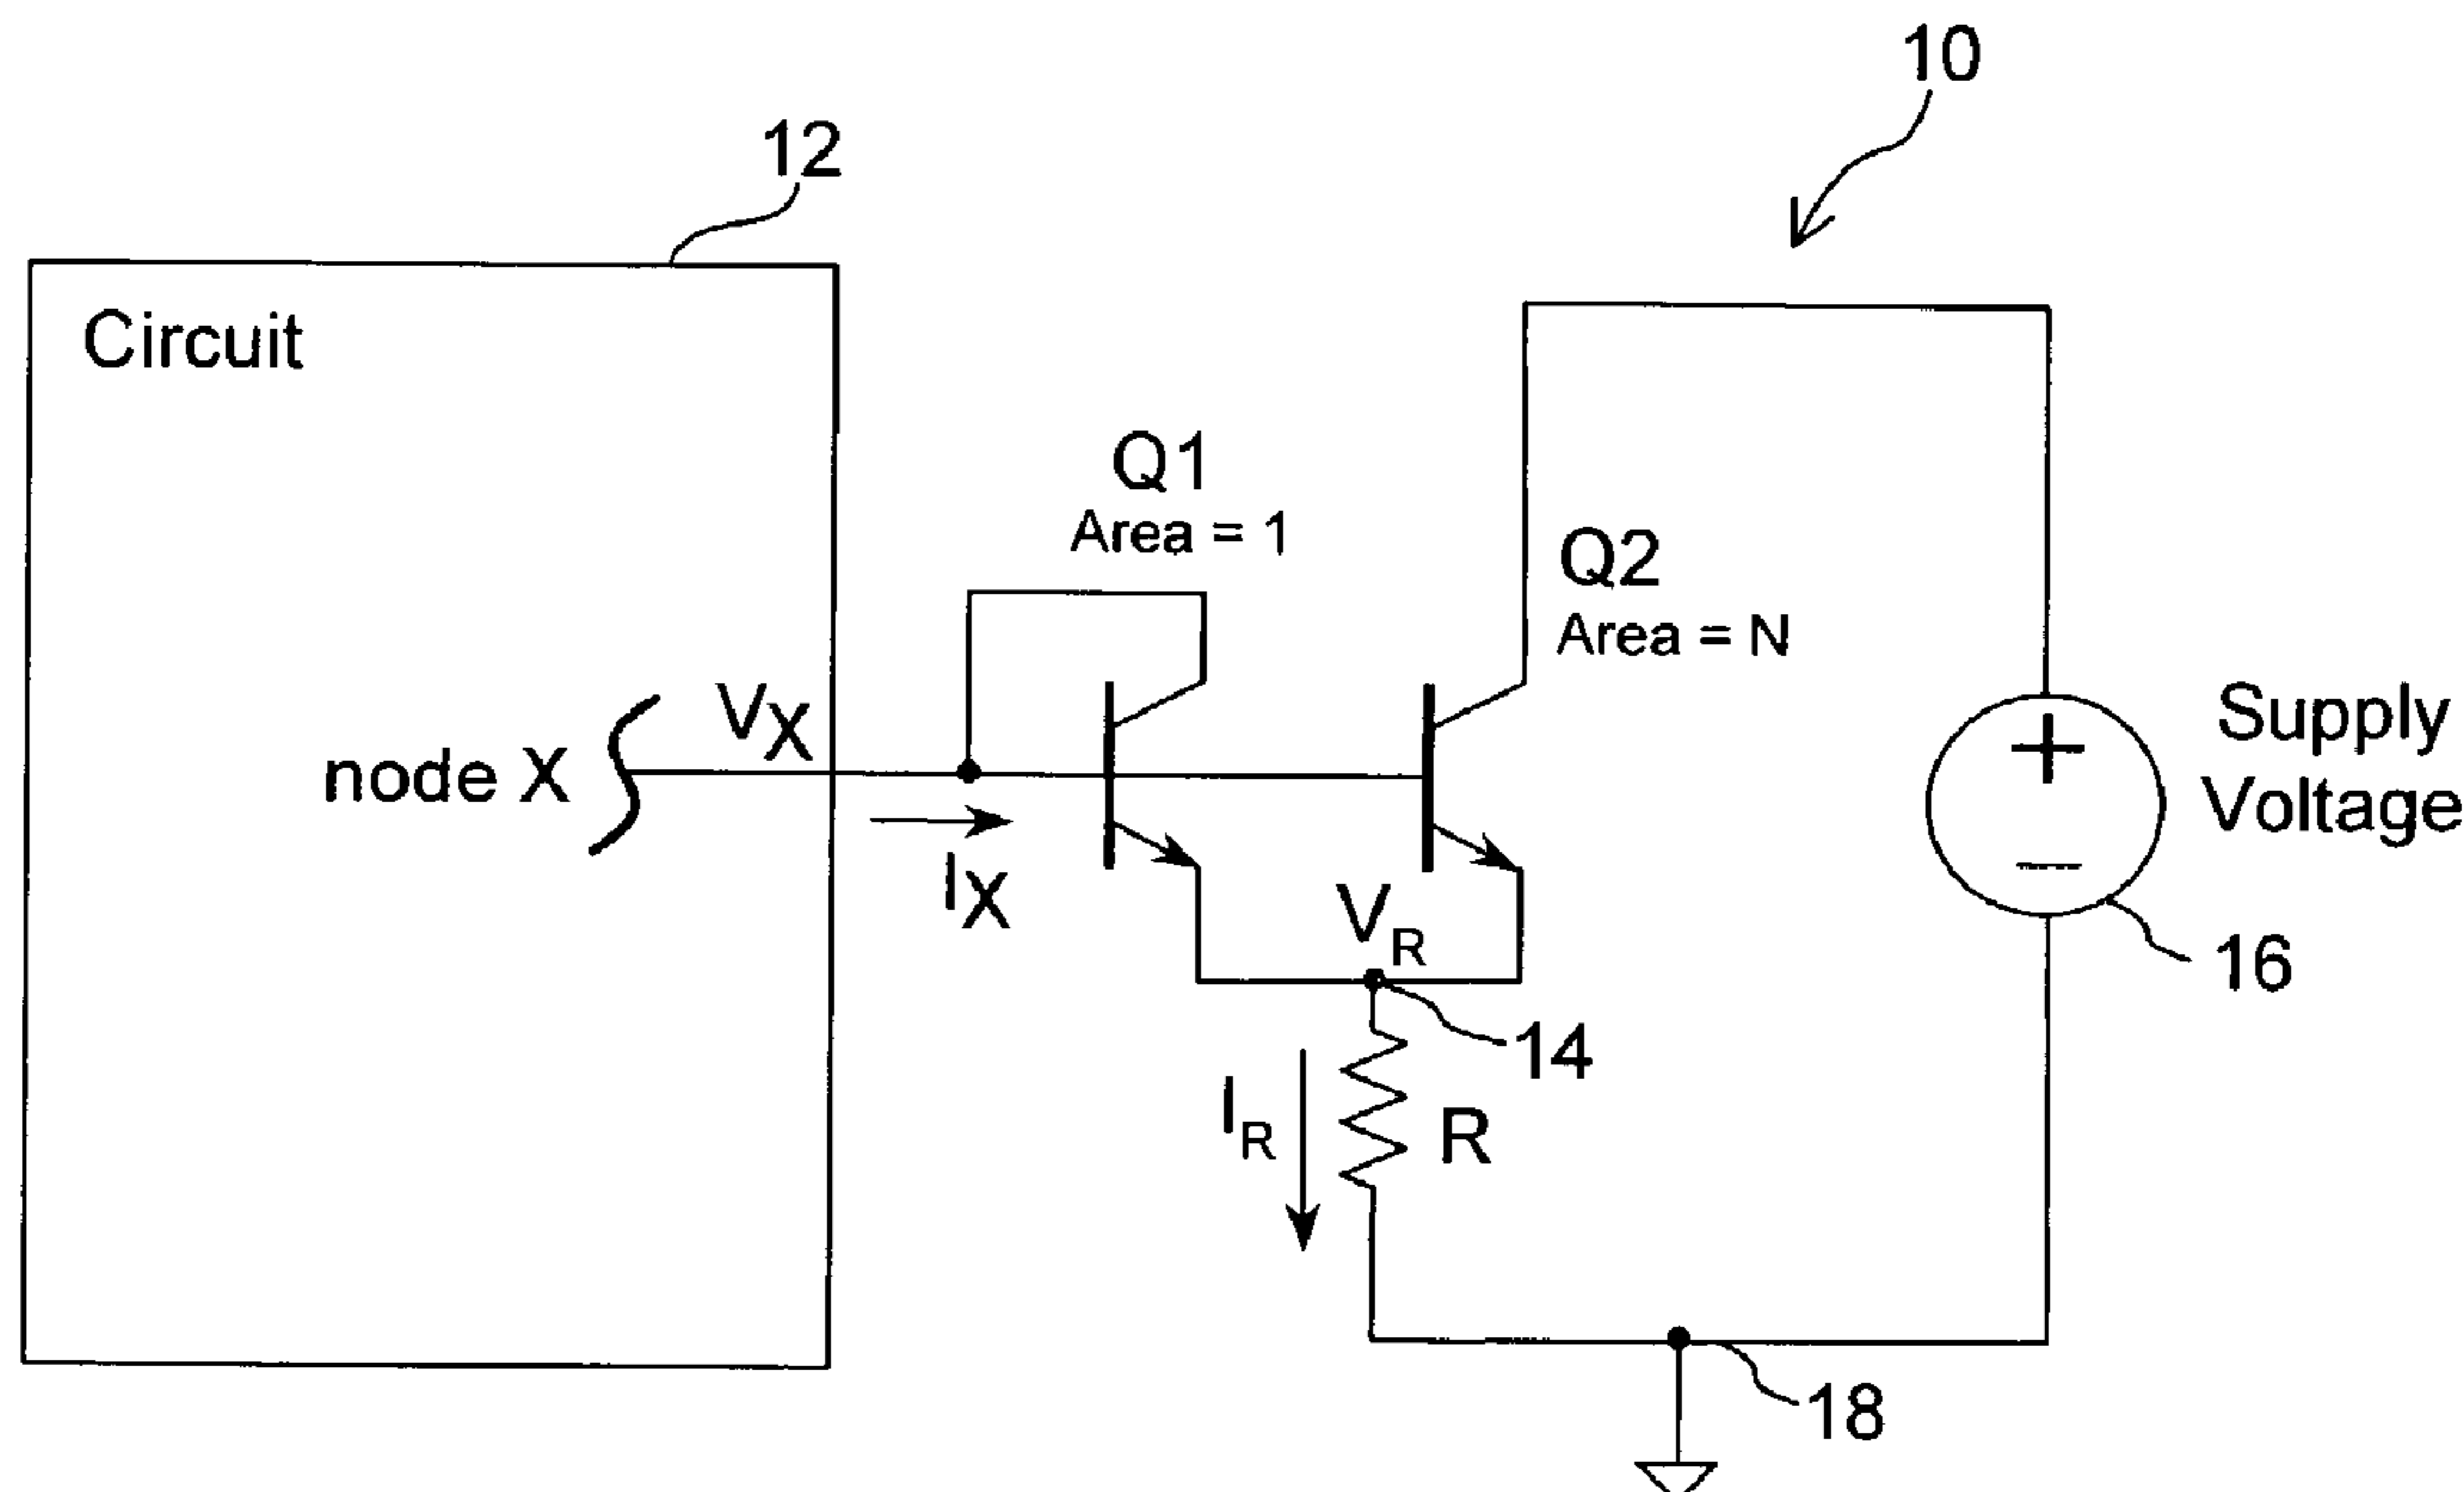 10
12
Circuit
Q1
Area = 1
Q2
Area = N
VX
node X
Supply
Voltage
+
−
IX
VR
16
14
IR
R
18